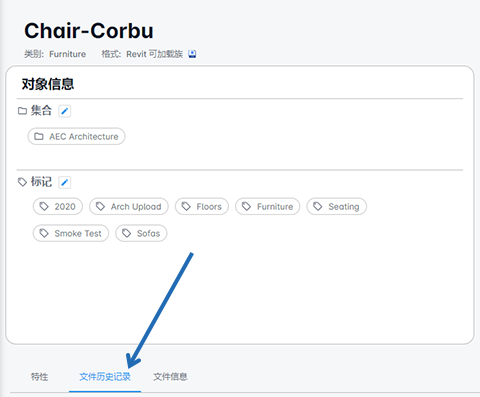 Chair-Corbu
类别: Furniture 格式: Revit 可加载族
对象信息
集合
AEC Architecture
标记
2020 Arch Upload Floors Furniture Seating
Smoke Test Sofas
特性 文件历史记录 文件信息